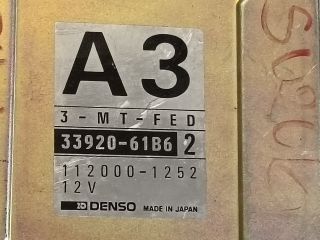 A3
3-MT-FED
33920-61B6 2
112000-1252
12V
DENSO MADE IN JAPAN